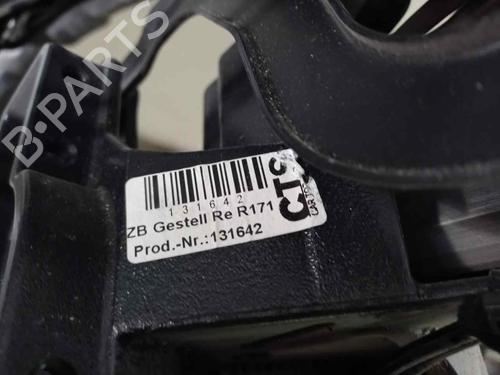 B-PARTS
131642
ZB Gestell Re R171
Prod.-Nr.:131642
CTS